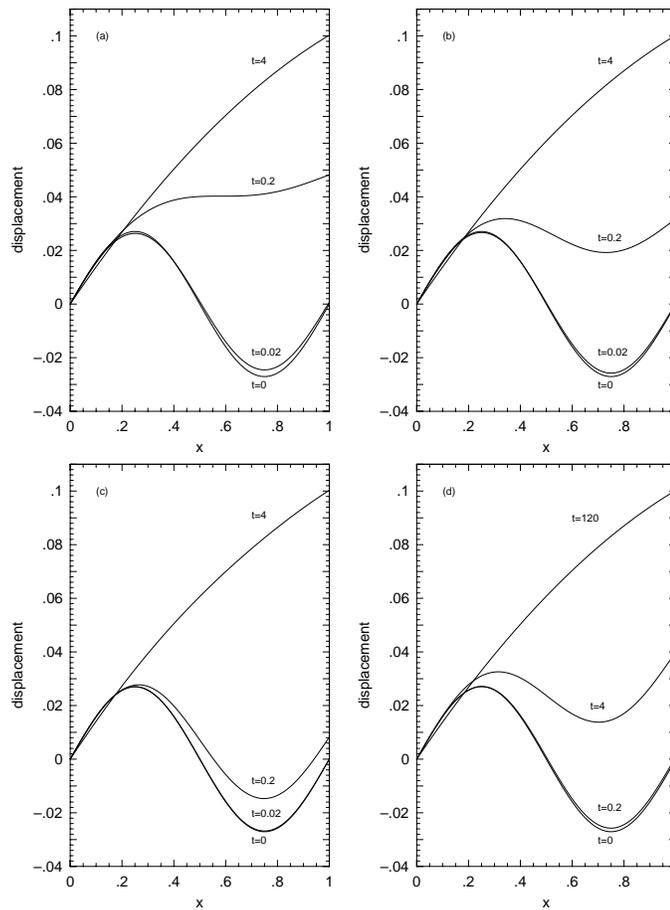 .1
.08
.06
.04
.02
0
−.02
−.04
displacement
(a)
t=4
t=0.2
t=0.02
t=0
0
.2
.4
.6
.8
1
x
.1
.08
.06
.04
.02
0
−.02
−.04
displacement
(b)
t=4
t=0.2
t=0.02
t=0
0
.2
.4
.6
.8
x
.1
.08
.06
.04
.02
0
−.02
−.04
displacement
(c)
t=4
t=0.2
t=0.02
t=0
0
.2
.4
.6
.8
1
x
.1
.08
.06
.04
.02
0
−.02
−.04
displacement
(d)
t=120
t=4
t=0.2
t=0
0
.2
.4
.6
.8
x